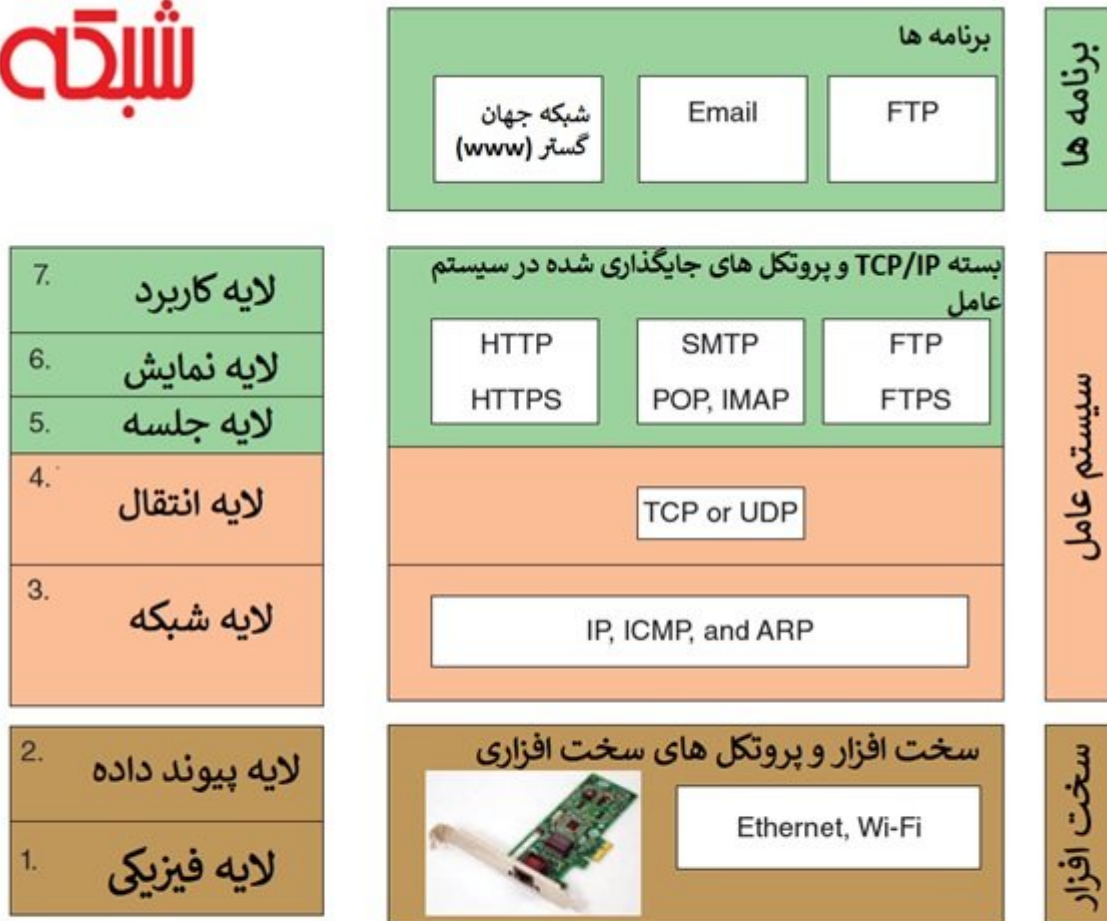 شبکه
برنامه ها
شبکه جهان
گستر (www)
Email
FTP
برنامه ها
7. لایه کاربرد
6. لایه نمایش
5. لایه جلسه
4. لایه انتقال
3. لایه شبکه
2. لایه پیوند داده
1. لایه فیزیکی
بسته TCP/IP و پروتکل های جایگذاری شده در سیستم
عامل
HTTP
HTTPS
SMTP
POP, IMAP
FTP
FTPS
TCP or UDP
IP, ICMP, and ARP
سیستم عامل
سخت افزار و پروتکل های سخت افزاری
Ethernet, Wi-Fi
سخت افزار